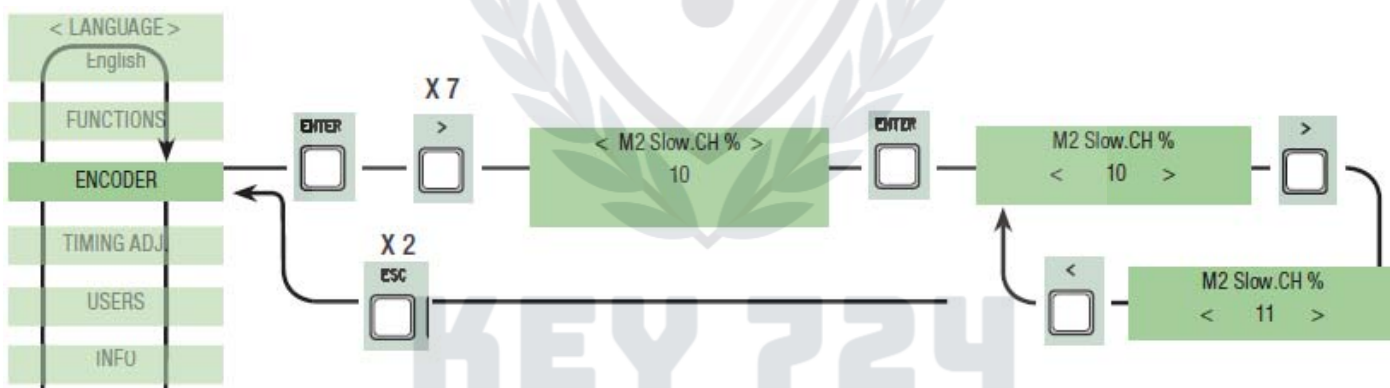 < LANGUAGE >
English
FUNCTIONS
ENCODER
TIMING ADJ.
USERS
INFO
ENTER
X 7
>
< M2 Slow.CH % >
10
ENTER
M2 Slow.CH %
< 10 >
>
X 2
ESC
<
M2 Slow.CH %
< 11 >
KEY 724